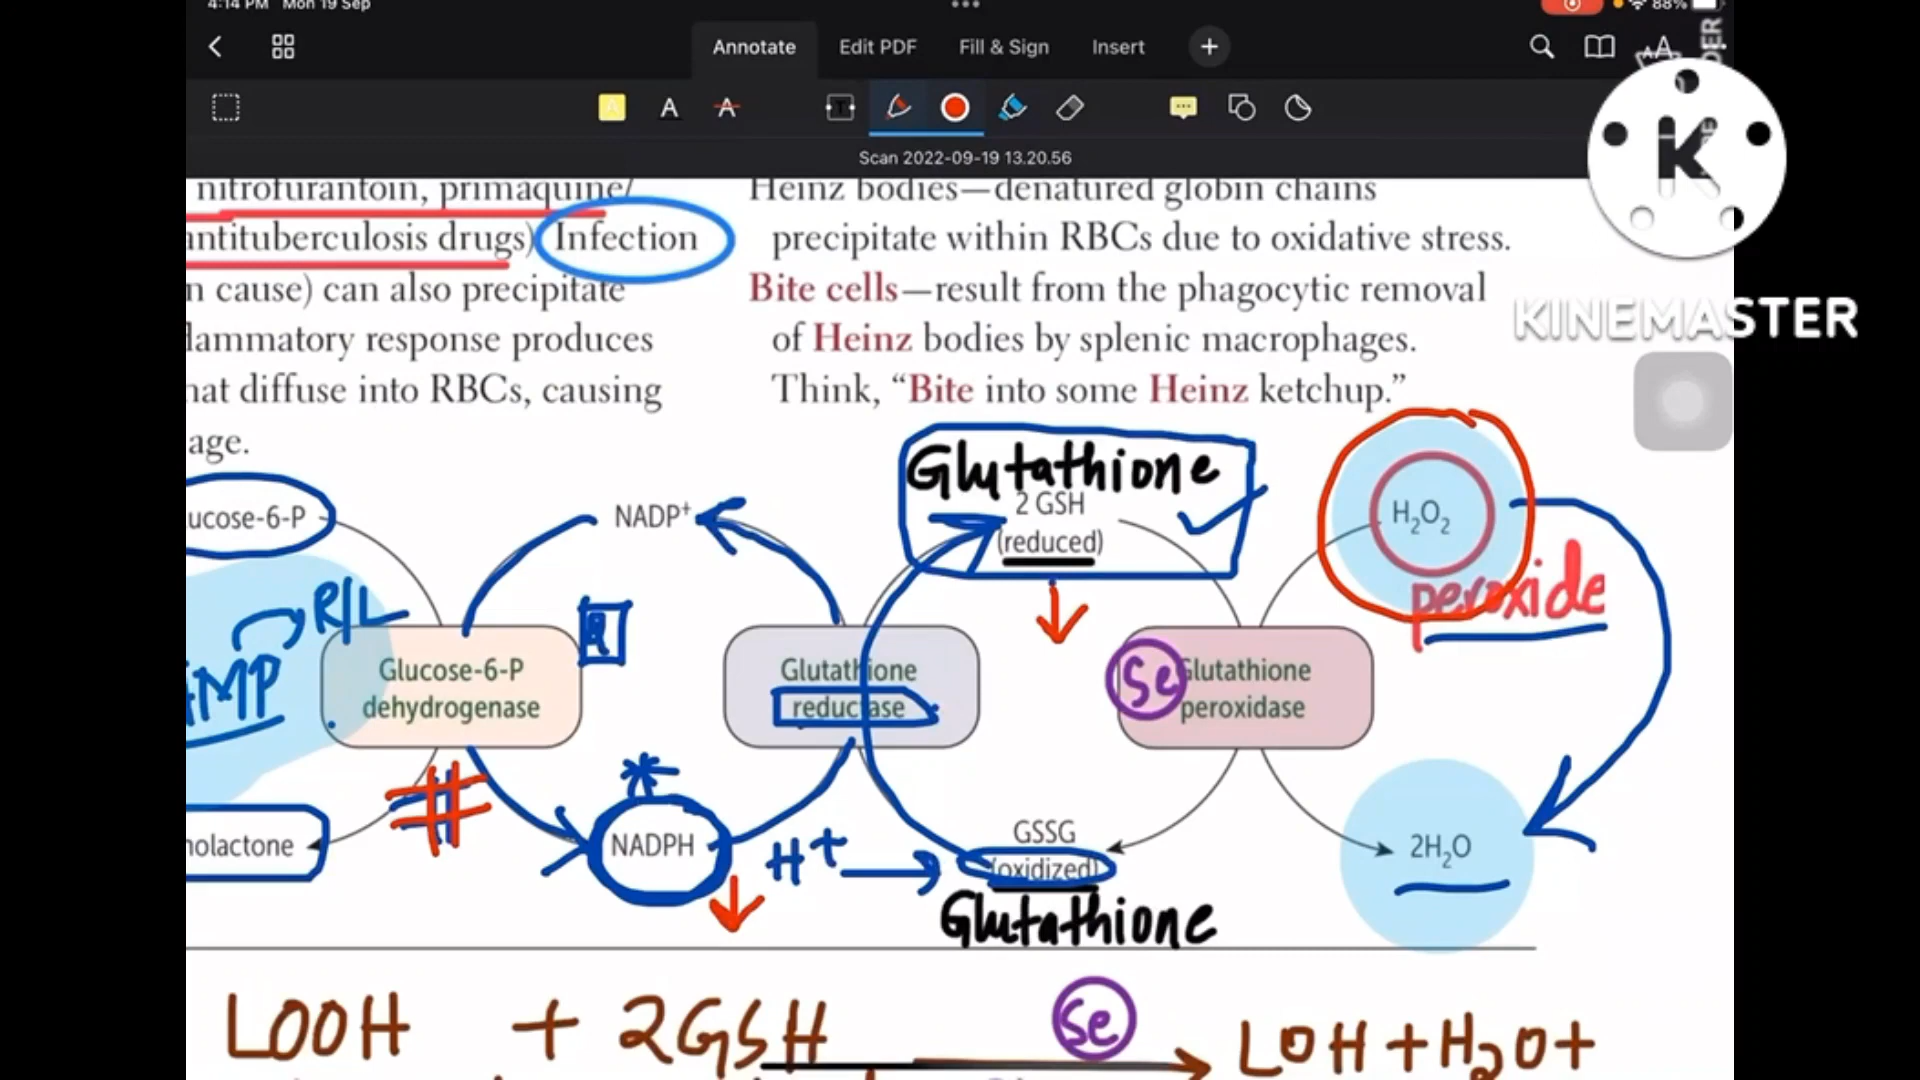 4:14 PM Mon 19 Sep
88%
Annotate Edit PDF Fill & Sign Insert
Scan 2022-09-19 13.20.56
K
KINEMASTER
nitrofurantoin, primaquine/
antituberculosis drugs) Infection
n cause) can also precipitate
lammatory response produces
hat diffuse into RBCs, causing
age.
Heinz bodies—denatured globin chains
precipitate within RBCs due to oxidative stress.
Bite cells—result from the phagocytic removal
of Heinz bodies by splenic macrophages.
Think, “Bite into some Heinz ketchup.”
Glutathione
ucose-6-P NADP⁺ 2 GSH H₂O₂
(reduced)
peroxide
R/L
MP
Glucose-6-P Glutathione Se Glutathione
dehydrogenase reductase peroxidase
nolactone NADPH H+ GSSG 2H₂O
(oxidized)
Glutathione
LOOH + 2GSH Se LOH + H₂O +